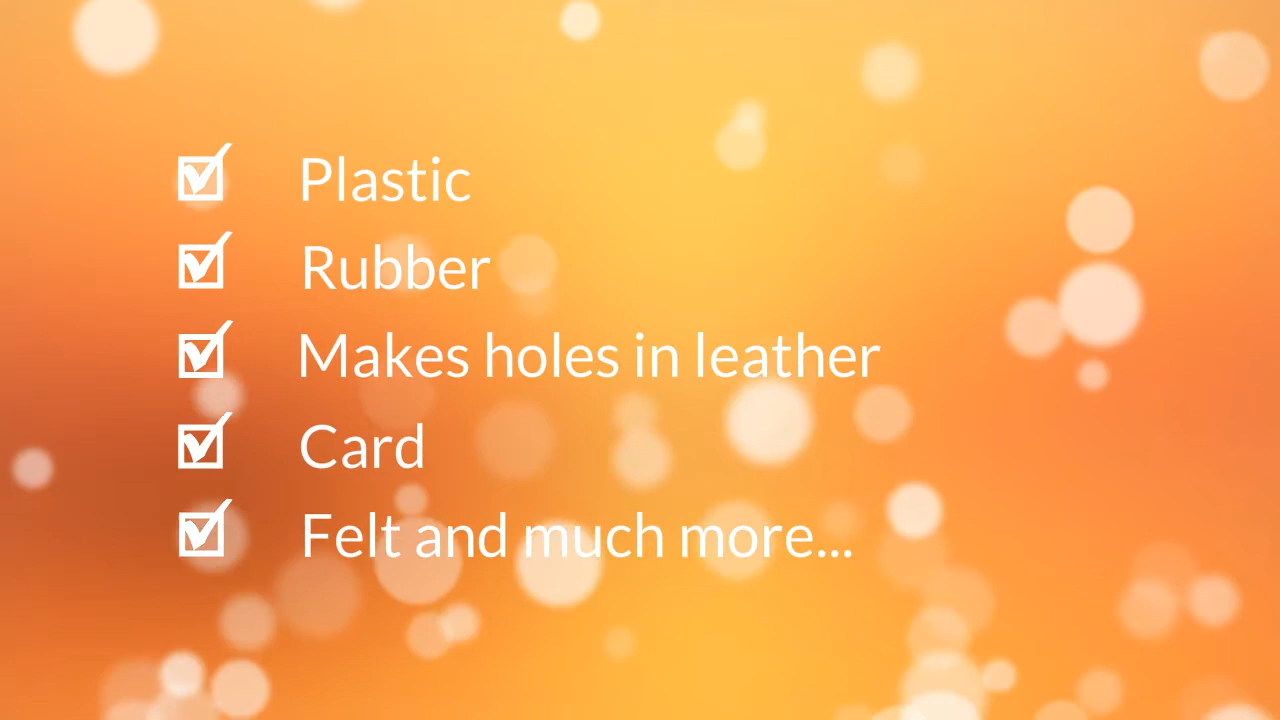 Plastic
Rubber
Makes holes in leather
Card
Felt and much more...